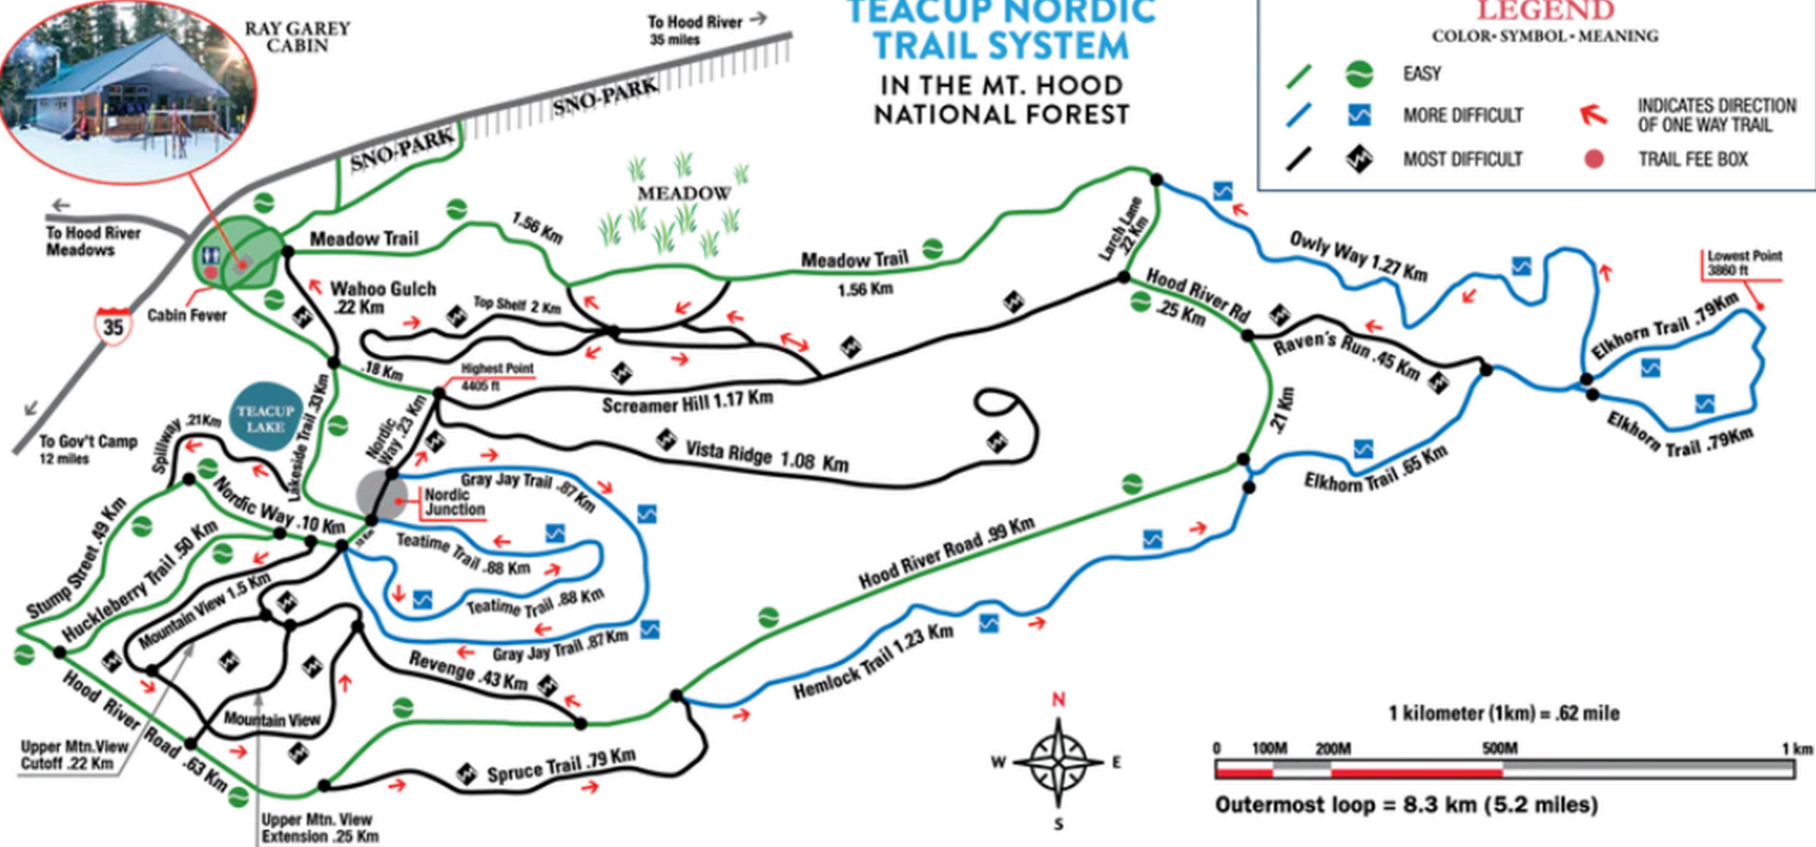 RAY GAREY
CABIN
To Hood River
35 miles
TEACUP NORDIC
TRAIL SYSTEM
IN THE MT. HOOD
NATIONAL FOREST
LEGEND
COLOR • SYMBOL • MEANING
EASY
MORE DIFFICULT
MOST DIFFICULT
INDICATES DIRECTION
OF ONE WAY TRAIL
TRAIL FEE BOX
SNO-PARK
SNO-PARK
MEADOW
To Hood River
Meadows
Meadow Trail
1.56 Km
Meadow Trail
1.56 Km
Larch Lane
.22 Km
Owly Way 1.27 Km
Lowest Point
3860 ft
Wahoo Gulch
.22 Km
Top Shelf 2 Km
Hood River Rd
.25 Km
Cabin Fever
35
Raven's Run .45 Km
Elkhorn Trail .79Km
Elkhorn Trail .79Km
.18 Km
Highest Point
4405 ft
Screamer Hill 1.17 Km
.21 Km
TEACUP
LAKE
Lakeside Trail .33 Km
Nordic
Way .23 Km
Vista Ridge 1.08 Km
Elkhorn Trail .65 Km
To Gov't Camp
12 miles
Spillway .21Km
Gray Jay Trail .87 Km
Nordic
Junction
Nordic Way .10 Km
Stump Street .49 Km
Huckleberry Trail .50 Km
Teatime Trail .88 Km
Teatime Trail .88 Km
Hood River Road .99 Km
Mountain View 1.5 Km
Gray Jay Trail .87Km
Revenge .43 Km
Hemlock Trail 1.23 Km
Hood River Road .63 Km
Mountain View
Upper Mtn.View
Cutoff .22 Km
Spruce Trail .79 Km
Upper Mtn. View
Extension .25 Km
N
W
E
S
1 kilometer (1km) = .62 mile
0 100M 200M 500M 1 km
Outermost loop = 8.3 km (5.2 miles)